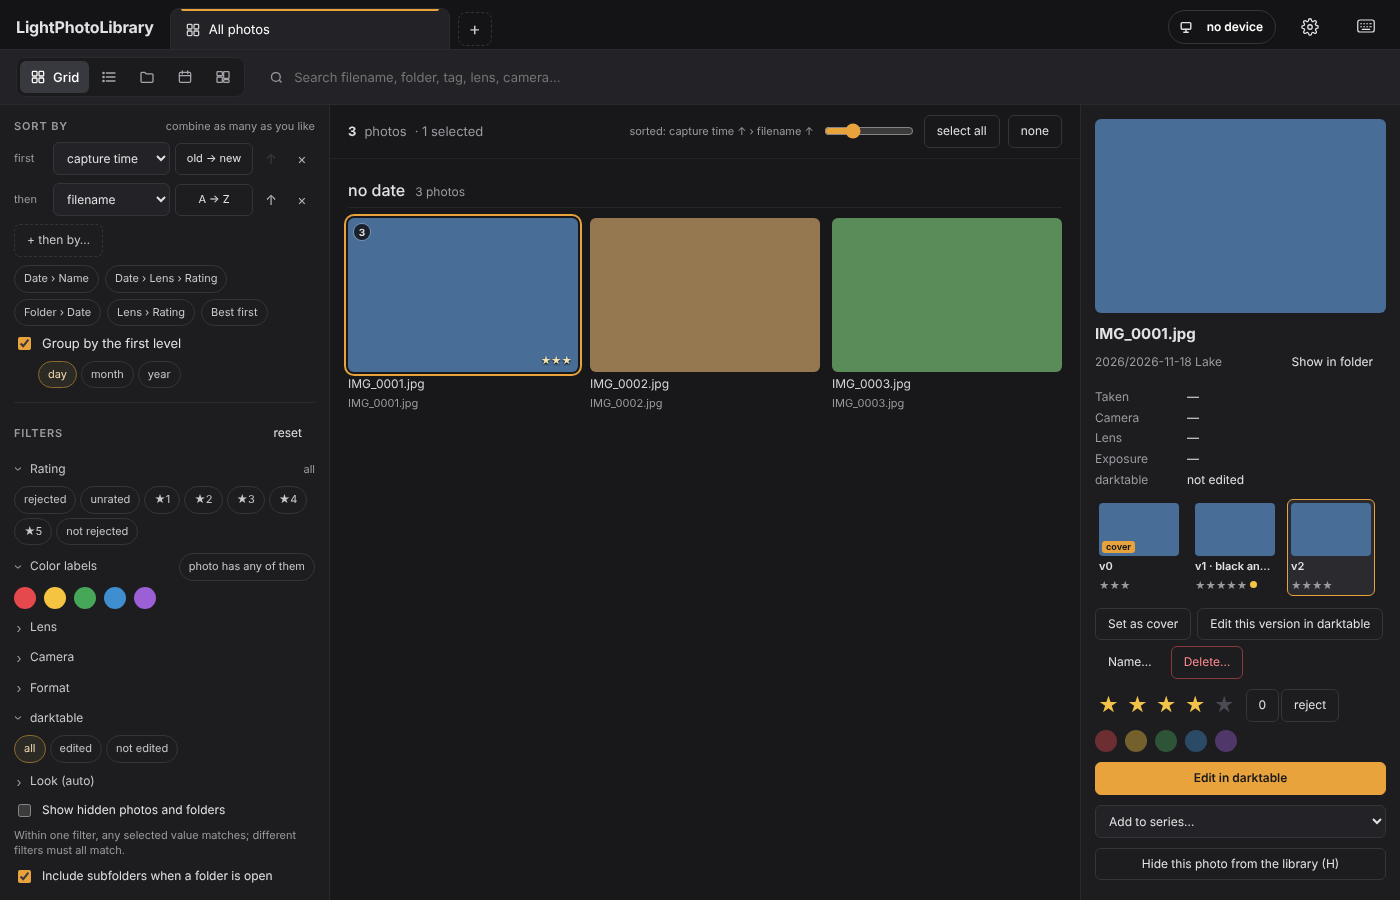 LightPhotoLibrary
All photos
+
no device
Grid
Search filename, folder, tag, lens, camera...
SORT BY
combine as many as you like
first
capture time
old → new
↑
×
then
filename
A → Z
↑
×
+ then by...
Date › Name
Date › Lens › Rating
Folder › Date
Lens › Rating
Best first
Group by the first level
day
month
year
FILTERS
reset
Rating
all
rejected
unrated
★1
★2
★3
★4
★5
not rejected
Color labels
photo has any of them
Lens
Camera
Format
darktable
all
edited
not edited
Look (auto)
Show hidden photos and folders
Within one filter, any selected value matches; different
filters must all match.
Include subfolders when a folder is open
3 photos · 1 selected
sorted: capture time ↑ › filename ↑
select all
none
no date 3 photos
3
★★★
IMG_0001.jpg
IMG_0001.jpg
IMG_0002.jpg
IMG_0002.jpg
IMG_0003.jpg
IMG_0003.jpg
IMG_0001.jpg
2026/2026-11-18 Lake
Show in folder
Taken —
Camera —
Lens —
Exposure —
darktable not edited
cover
v0
★★★
v1 · black an...
★★★★★
v2
★★★★
Set as cover
Edit this version in darktable
Name...
Delete...
★★★★★
0
reject
Edit in darktable
Add to series...
Hide this photo from the library (H)